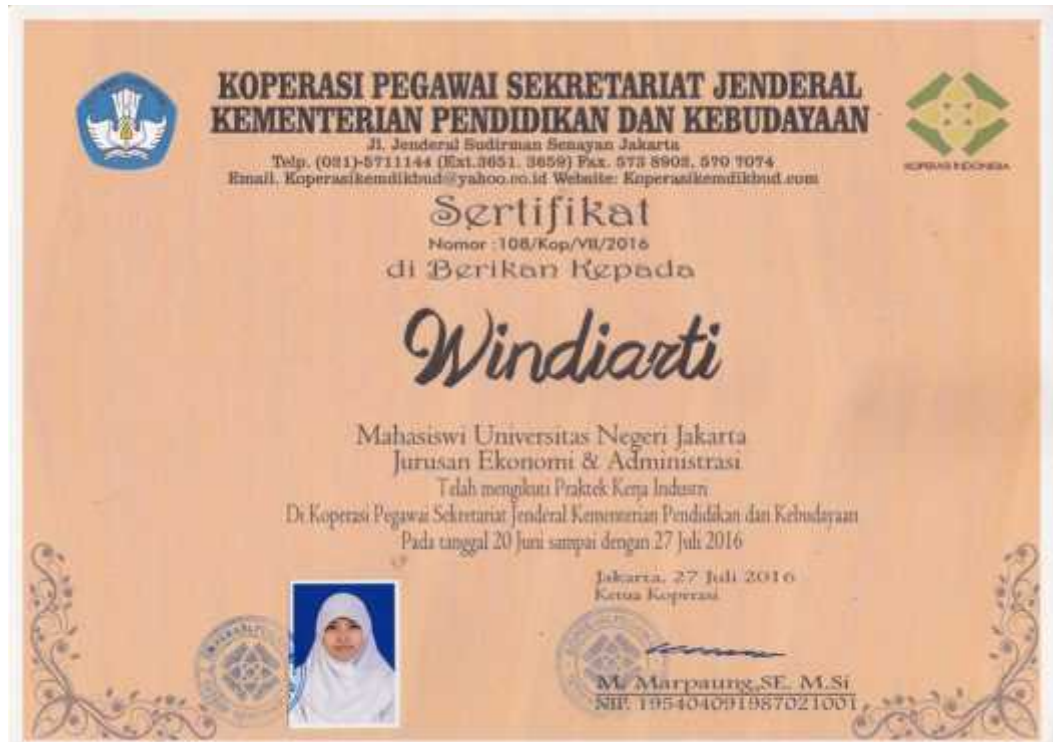 KOPERASI PEGAWAI SEKRETARIAT JENDERAL
KEMENTERIAN PENDIDIKAN DAN KEBUDAYAAN
Jl. Jenderal Sudirman Senayan Jakarta
Telp. (021)-5711144 (Ext.3651, 3659) Fax. 573 8902, 570 7074
Email. Koperasikemdikbud@yahoo.co.id Website: Koperasikemdikbud.com
KOPERASI INDONESIA
Sertifikat
Nomor : 108/Kop/VII/2016
di Berikan Kepada
Windiarti
Mahasiswi Universitas Negeri Jakarta
Jurusan Ekonomi & Administrasi
Telah mengikuti Praktek Kerja Industri
Di Koperasi Pegawai Sekretariat Jenderal Kementerian Pendidikan dan Kebudayaan
Pada tanggal 20 Juni sampai dengan 27 Juli 2016
Jakarta, 27 Juli 2016
Ketua Koperasi
M. Marpaung,SE. M.Si
NIP. 195404091987021001